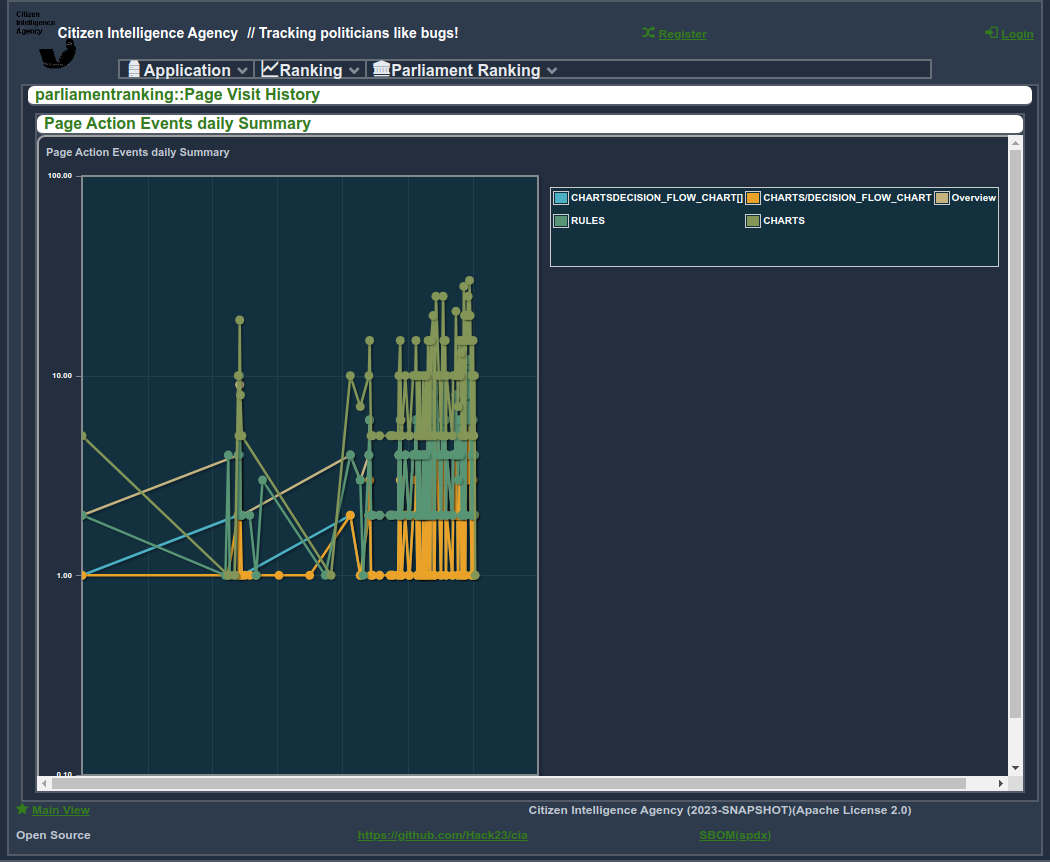 Citizen
Intelligence
Agency
Citizen Intelligence Agency // Tracking politicians like bugs!
Register
Login
Application
Ranking
Parliament Ranking
parliamentranking::Page Visit History
Page Action Events daily Summary
Page Action Events daily Summary
100.00
10.00
1.00
0.10
CHARTSDECISION_FLOW_CHART[]
CHARTS/DECISION_FLOW_CHART
Overview
RULES
CHARTS
Main View
Citizen Intelligence Agency (2023-SNAPSHOT)(Apache License 2.0)
Open Source
https://github.com/Hack23/cia
SBOM(spdx)